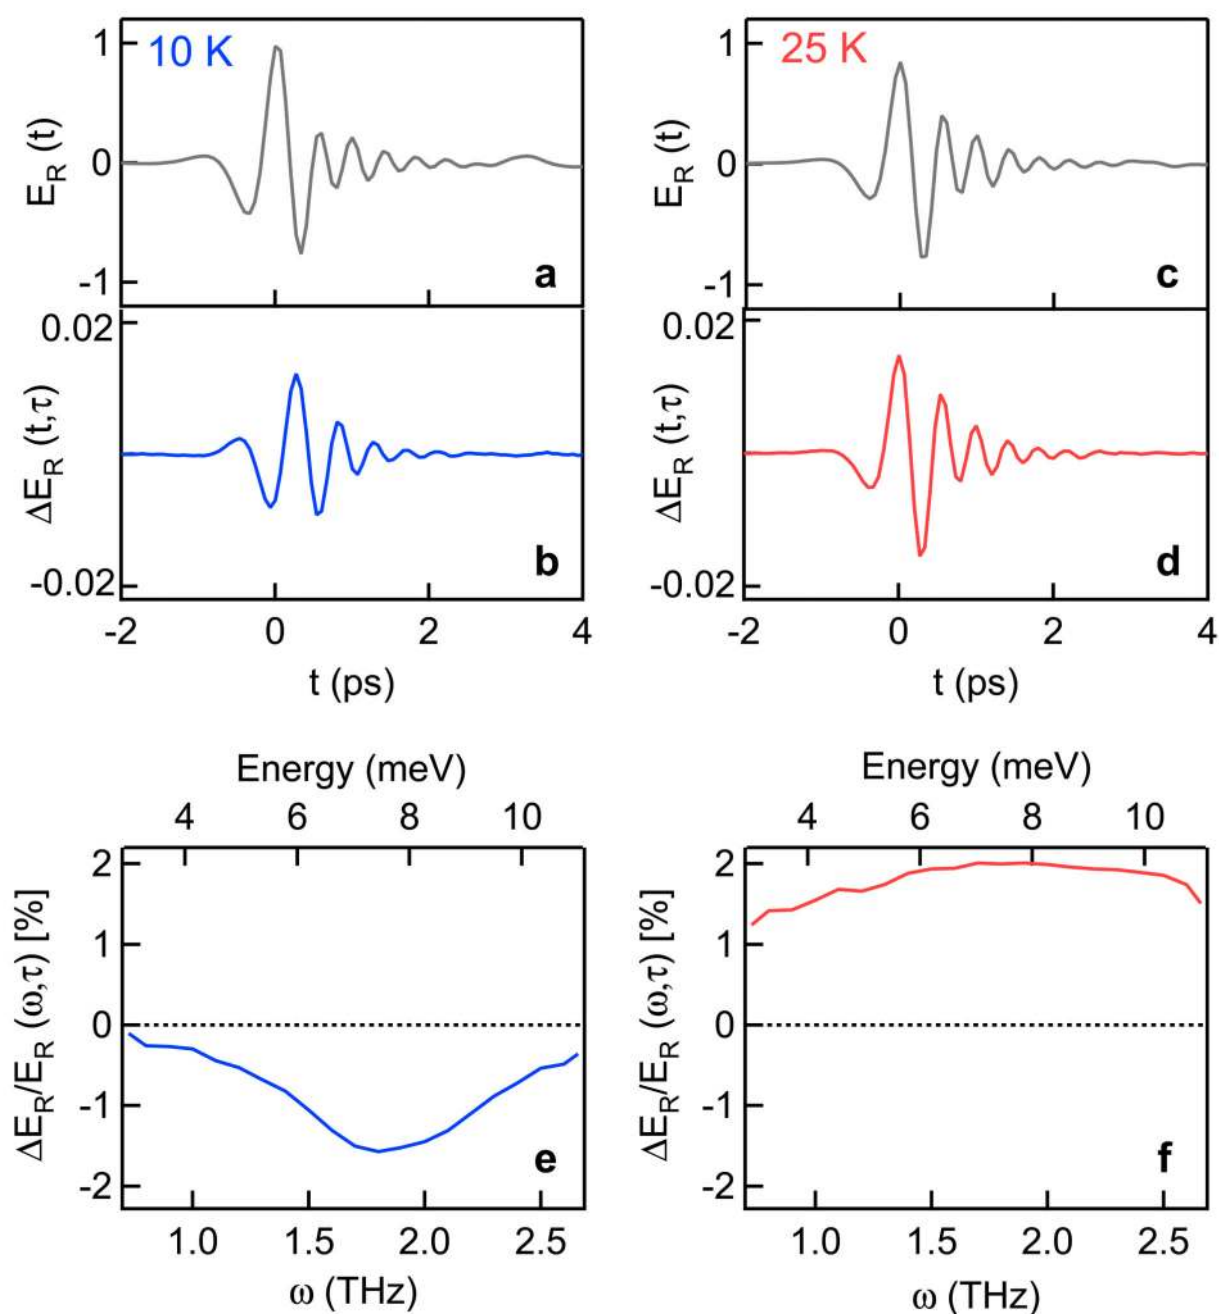 10 K
E_R (t)
1
0
-1
a
ΔE_R (t,τ)
0.02
-0.02
b
-2 0 2 4
t (ps)
25 K
E_R (t)
1
0
-1
c
ΔE_R (t,τ)
0.02
-0.02
d
-2 0 2 4
t (ps)
Energy (meV)
4 6 8 10
ΔE_R/E_R (ω,τ) [%]
2
1
0
-1
-2
e
1.0 1.5 2.0 2.5
ω (THz)
Energy (meV)
4 6 8 10
ΔE_R/E_R (ω,τ) [%]
2
1
0
-1
-2
f
1.0 1.5 2.0 2.5
ω (THz)